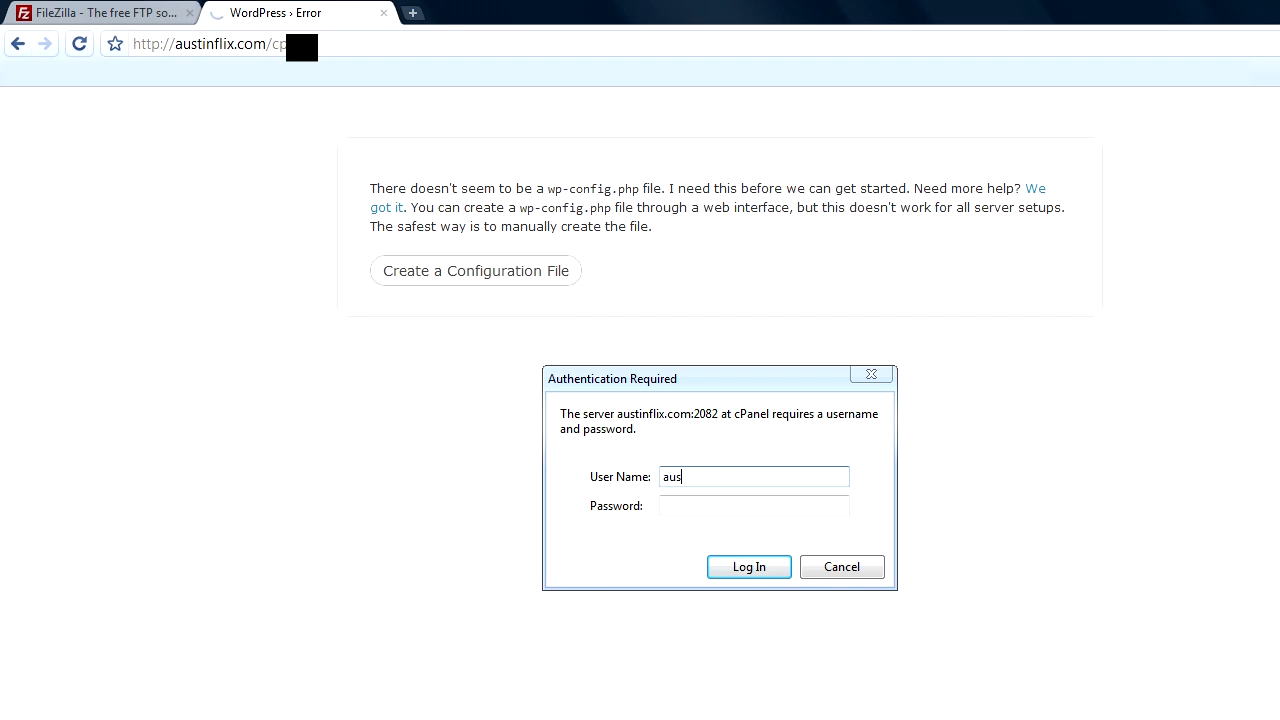 FileZilla - The free FTP so...
WordPress › Error
http://austinflix.com/cp
There doesn't seem to be a wp-config.php file. I need this before we can get started. Need more help? We
got it. You can create a wp-config.php file through a web interface, but this doesn't work for all server setups.
The safest way is to manually create the file.
Create a Configuration File
Authentication Required
The server austinflix.com:2082 at cPanel requires a username
and password.
User Name: aus
Password:
Log In Cancel